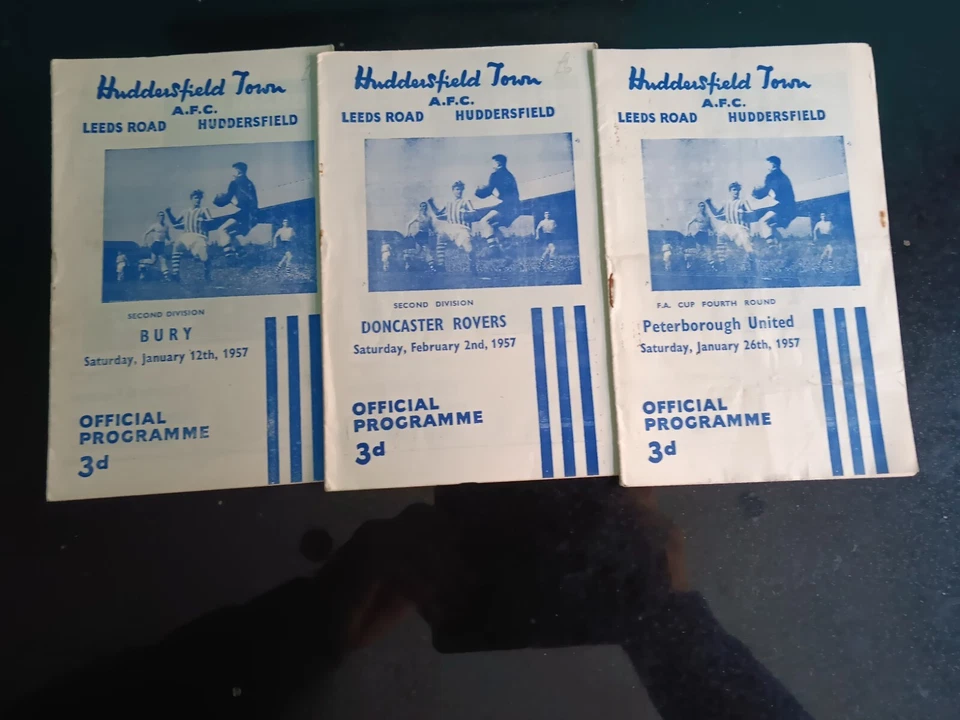 Huddersfield Town
A.F.C.
LEEDS ROAD HUDDERSFIELD
SECOND DIVISION
BURY
Saturday, January 12th, 1957
OFFICIAL
PROGRAMME
3d
Huddersfield Town
A.F.C.
LEEDS ROAD HUDDERSFIELD
SECOND DIVISION
DONCASTER ROVERS
Saturday, February 2nd, 1957
OFFICIAL
PROGRAMME
3d
Huddersfield Town
A.F.C.
LEEDS ROAD HUDDERSFIELD
F.A. CUP FOURTH ROUND
Peterborough United
Saturday, January 26th, 1957
OFFICIAL
PROGRAMME
3d